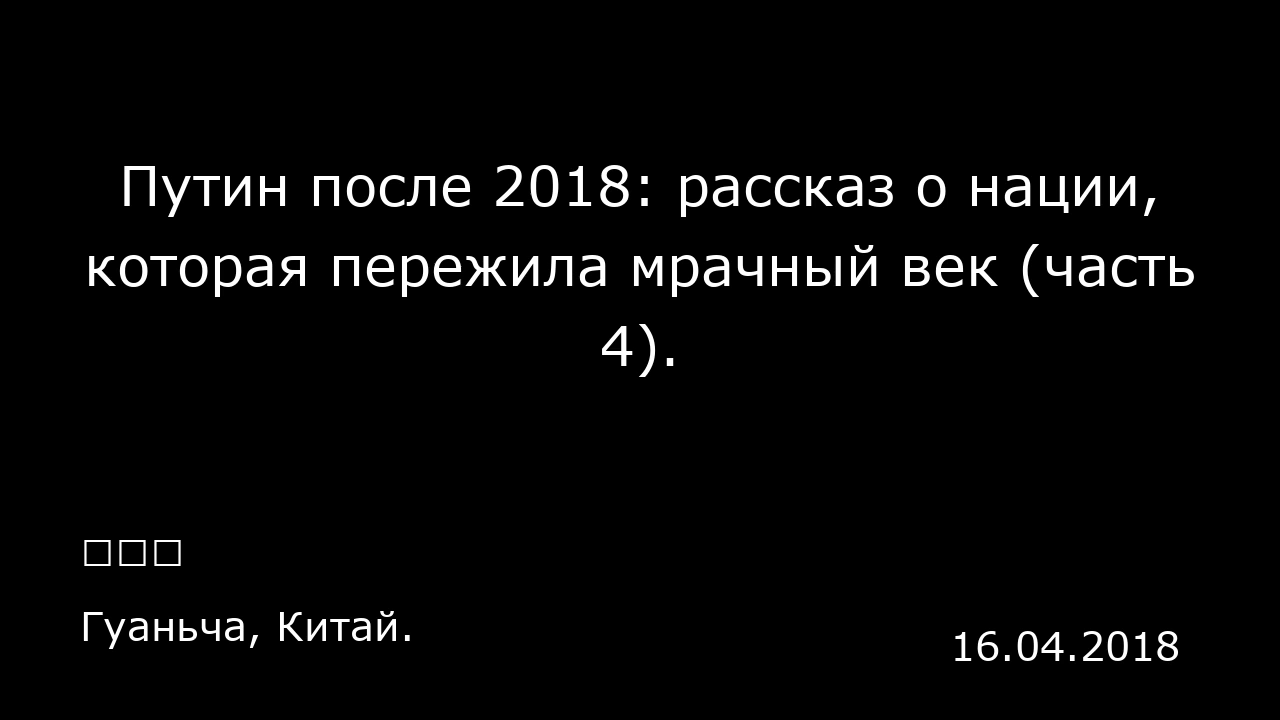 Путин после 2018: рассказ о нации,
которая пережила мрачный век (часть
4).
Гуаньча, Китай.
16.04.2018